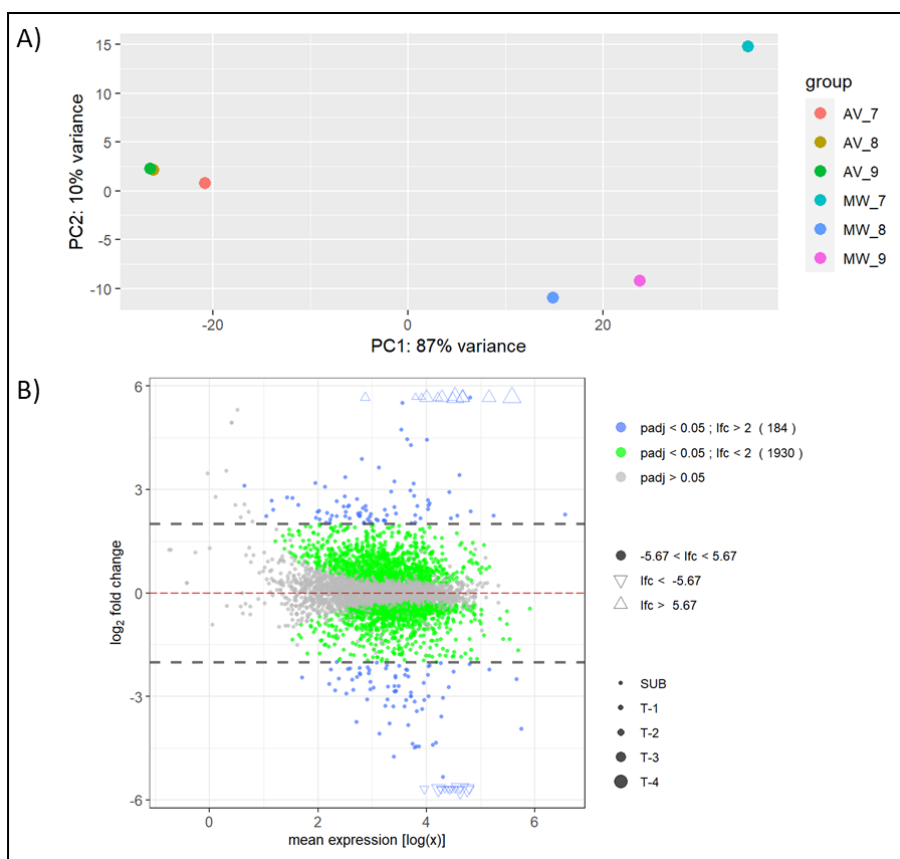 A)
15
10
5
0
-5
-10
PC2: 10% variance
-20
0
20
PC1: 87% variance
group
AV_7
AV_8
AV_9
MW_7
MW_8
MW_9
B)
6
3
0
-3
-6
log2 fold change
0
2
4
6
mean expression [log(x)]
padj < 0.05 ; lfc > 2 ( 184 )
padj < 0.05 ; lfc < 2 ( 1930 )
padj > 0.05
-5.67 < lfc < 5.67
lfc < -5.67
lfc > 5.67
SUB
T-1
T-2
T-3
T-4